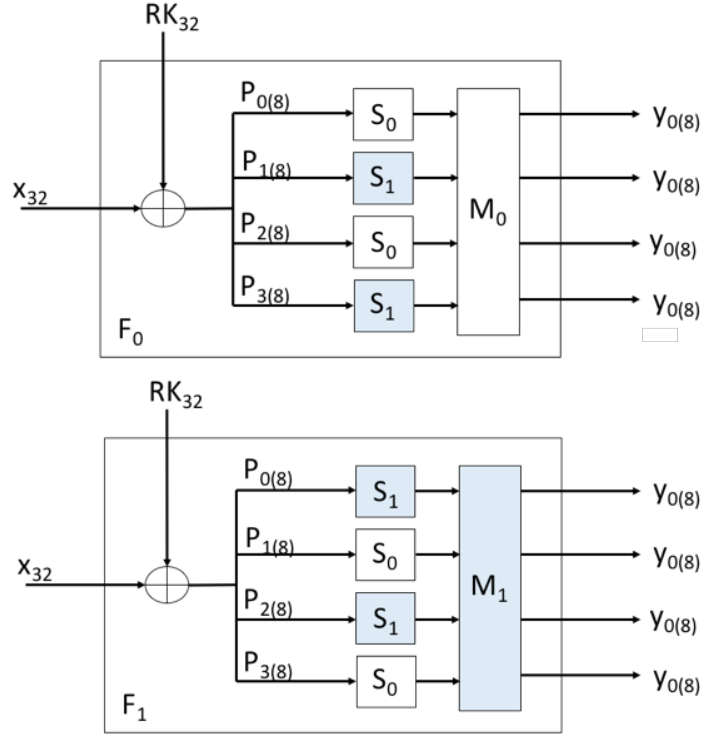 RK32
P0(8) S0 y0(8)
P1(8) S1 y0(8)
x32 M0
P2(8) S0 y0(8)
P3(8) S1 y0(8)
F0
RK32
P0(8) S1 y0(8)
P1(8) S0 y0(8)
x32 M1
P2(8) S1 y0(8)
P3(8) S0 y0(8)
F1